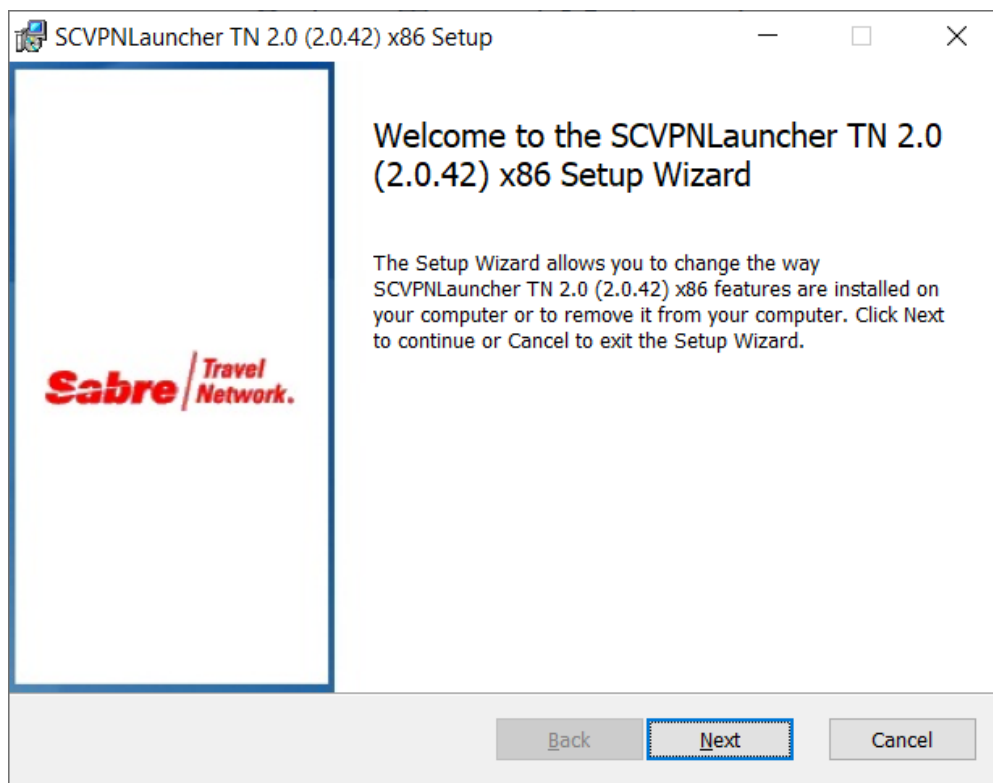 SCVPNLauncher TN 2.0 (2.0.42) x86 Setup
Welcome to the SCVPNLauncher TN 2.0
(2.0.42) x86 Setup Wizard
The Setup Wizard allows you to change the way
SCVPNLauncher TN 2.0 (2.0.42) x86 features are installed on
your computer or to remove it from your computer. Click Next
to continue or Cancel to exit the Setup Wizard.
Sabre Travel
Network.
Back Next Cancel